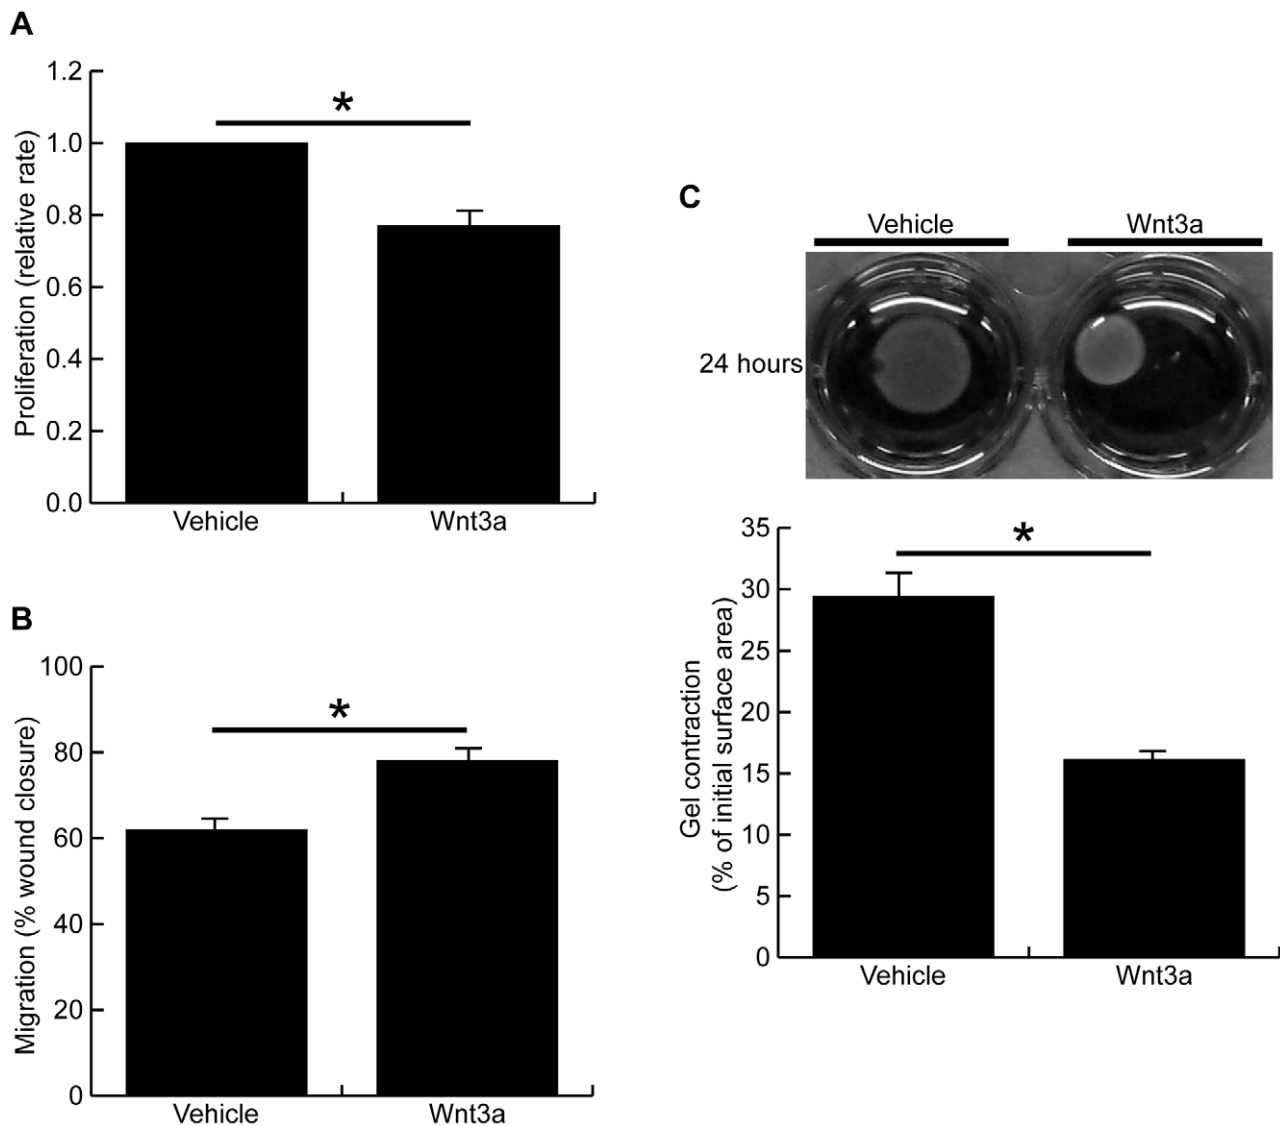 A
Proliferation (relative rate)
1.2
1.0
0.8
0.6
0.4
0.2
0.0
*
Vehicle
Wnt3a
B
Migration (% wound closure)
100
80
60
40
20
0
*
Vehicle
Wnt3a
C
Vehicle
Wnt3a
24 hours
Gel contraction
(% of initial surface area)
35
30
25
20
15
10
5
0
*
Vehicle
Wnt3a